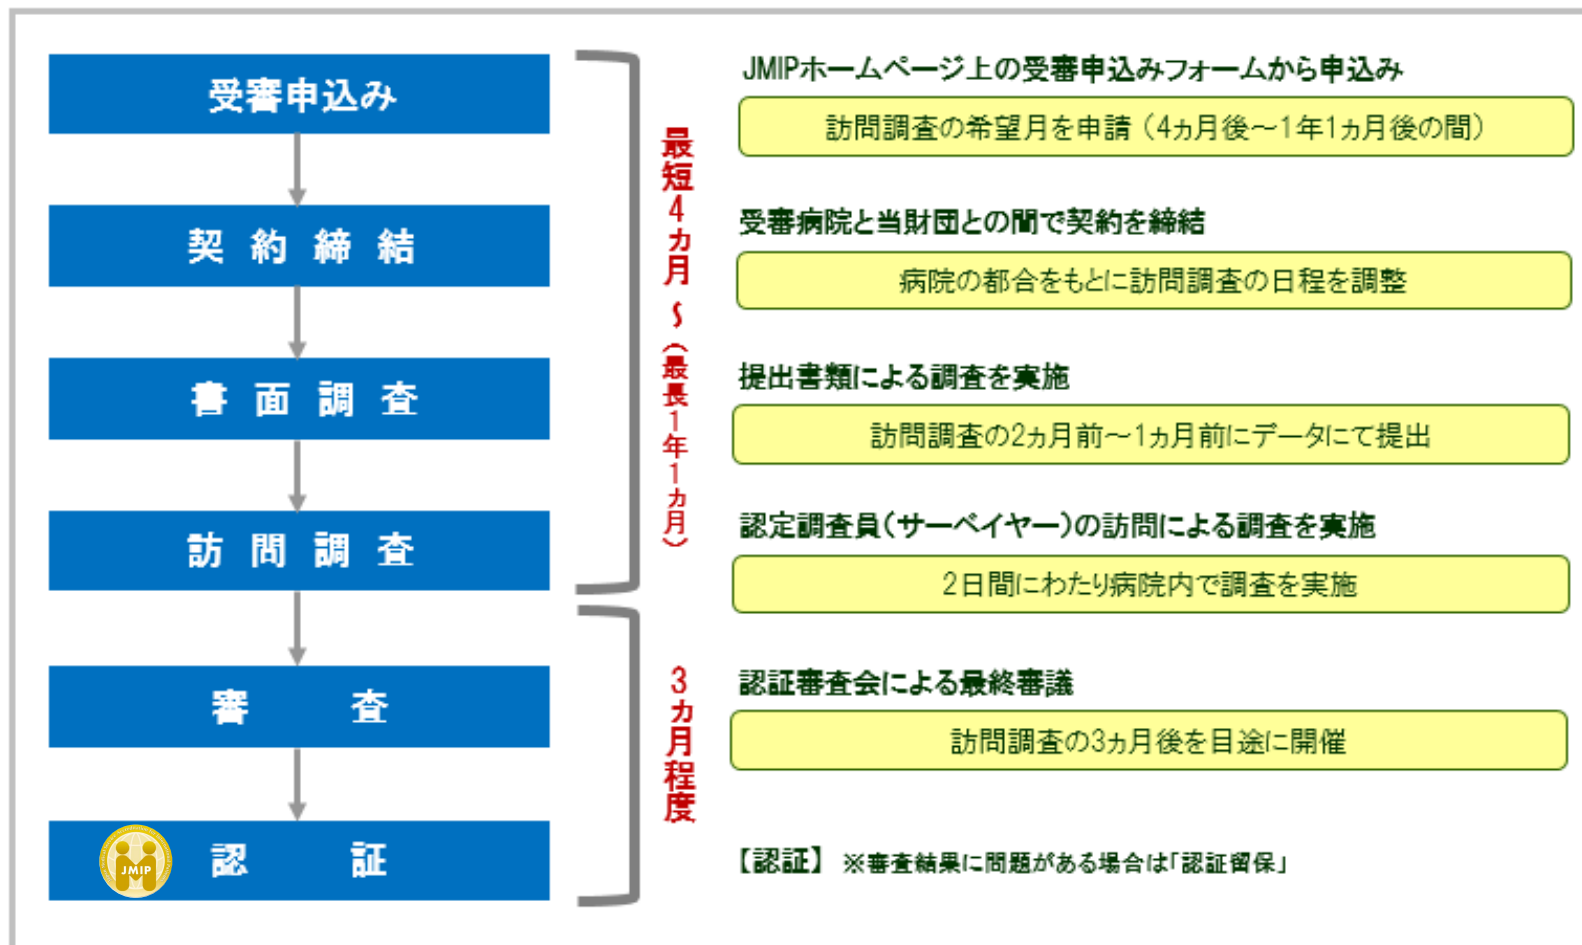 受審申込み
JMIPホームページ上の受審申込みフォームから申込み
訪問調査の希望月を申請（4ヵ月後～1年1ヵ月後の間）
契約締結
受審病院と当財団との間で契約を締結
病院の都合をもとに訪問調査の日程を調整
最短4カ月～（最長1年1カ月）
書面調査
提出書類による調査を実施
訪問調査の2ヵ月前～1ヵ月前にデータにて提出
訪問調査
認定調査員（サーベイヤー）の訪問による調査を実施
2日間にわたり病院内で調査を実施
審査
3カ月程度
認証審査会による最終審議
訪問調査の3ヵ月後を目途に開催
JMIP
認証
【認証】 ※審査結果に問題がある場合は「認証留保」